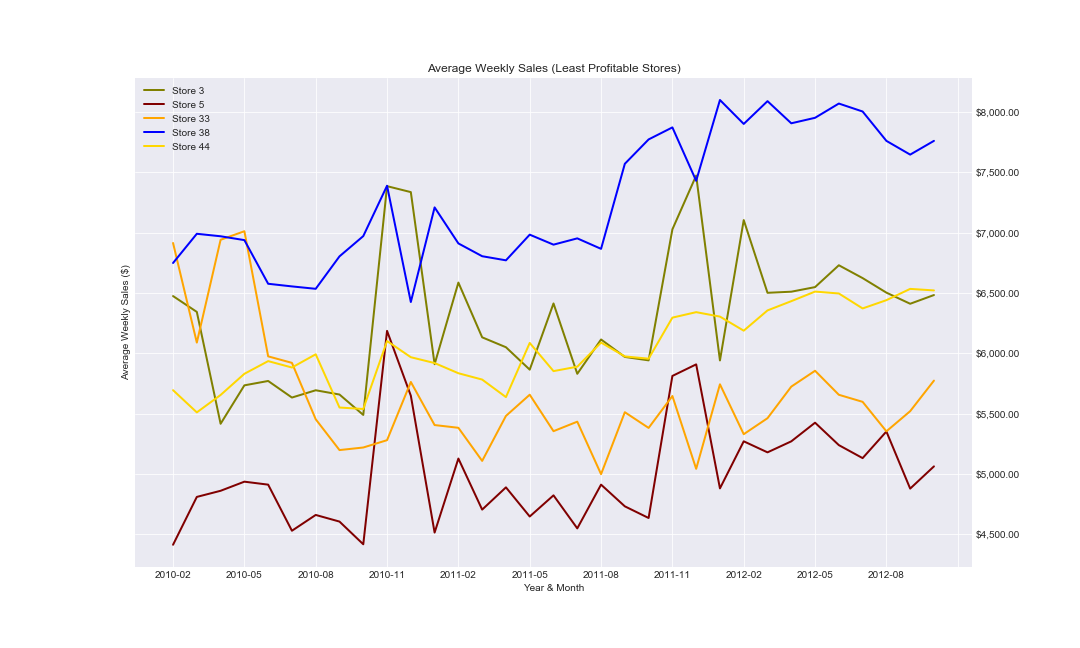 Average Weekly Sales (Least Profitable Stores)
Store 3
Store 5
Store 33
Store 38
Store 44
$8,000.00
$7,500.00
$7,000.00
$6,500.00
$6,000.00
$5,500.00
$5,000.00
$4,500.00
Average Weekly Sales ($)
2010-02 2010-05 2010-08 2010-11 2011-02 2011-05 2011-08 2011-11 2012-02 2012-05 2012-08
Year & Month